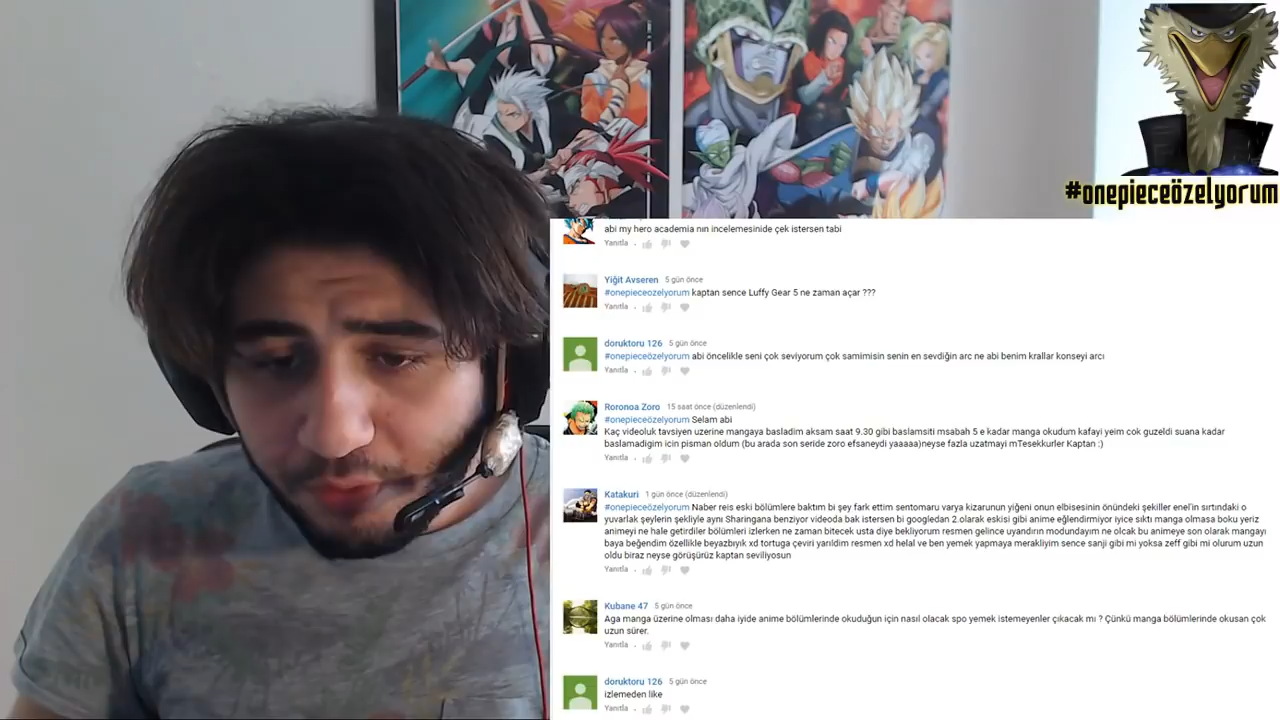 #onepieceözelyorum
abi my hero academia nın incelemesinide çek istersen tabi
Yanıtla
Yiğit Avseren 5 gün önce
#onepieceozelyorum kaptan sence Luffy Gear 5 ne zaman açar ???
Yanıtla
doruktoru 126 5 gün önce
#onepieceözelyorum abi öncelikle seni çok seviyorum çok samimisin senin en sevdiğin arc ne abi benim krallar konseyi arcı
Yanıtla
Roronoa Zoro 15 saat önce (düzenlendi)
#onepieceözelyorum Selam abi
Kaç videoluk tavsiyen uzerine mangaya basladim aksam saat 9.30 gibi baslamsiti msabah 5 e kadar manga okudum kafayi yeim cok guzeldi suana kadar
baslamadigim için pisman oldum (bu arada son seride zoro efsaneydi yaaaaa)neyse fazla uzatmayi mTesekkurler Kaptan :)
Yanıtla
Katakuri 1 gün önce (düzenlendi)
#onepieceözelyorum Naber reis eski bölümlere baktım bi şey fark ettim sentomaru varya kizarunun yiğeni onun elbisesinin önündeki şekiller enel'in sırtındaki o
yuvarlak şeylerin şekliyle aynı Sharingana benziyor videoda bak istersen bi googledan 2.olarak eskisi gibi anime eğlendirmiyor iyice sıktı manga olmasa boku yeriz
animeyi ne hale getirdiler bölümleri izlerken ne zaman bitecek usta diye bekliyorum resmen gelince uyandırın modundayım ne olcak bu animeye son olarak mangayı
baya beğendim özellikle beyazbıyık xd tortuga çeviri yarıldım resmen xd helal ve ben yemek yapmaya meraklıyim sence sanji gibi mi yoksa zeff gibi mi olurum uzun
oldu biraz neyse görüşürüz kaptan seviliyosun
Yanıtla
Kubane 47 5 gün önce
Aga manga üzerine olması daha iyide anime bölümlerinde okuduğun için nasıl olacak spo yemek istemeyenler çıkacak mı ? Çünkü manga bölümlerinde okusan çok
uzun sürer.
Yanıtla
doruktoru 126 5 gün önce
izlemeden like
Yanıtla